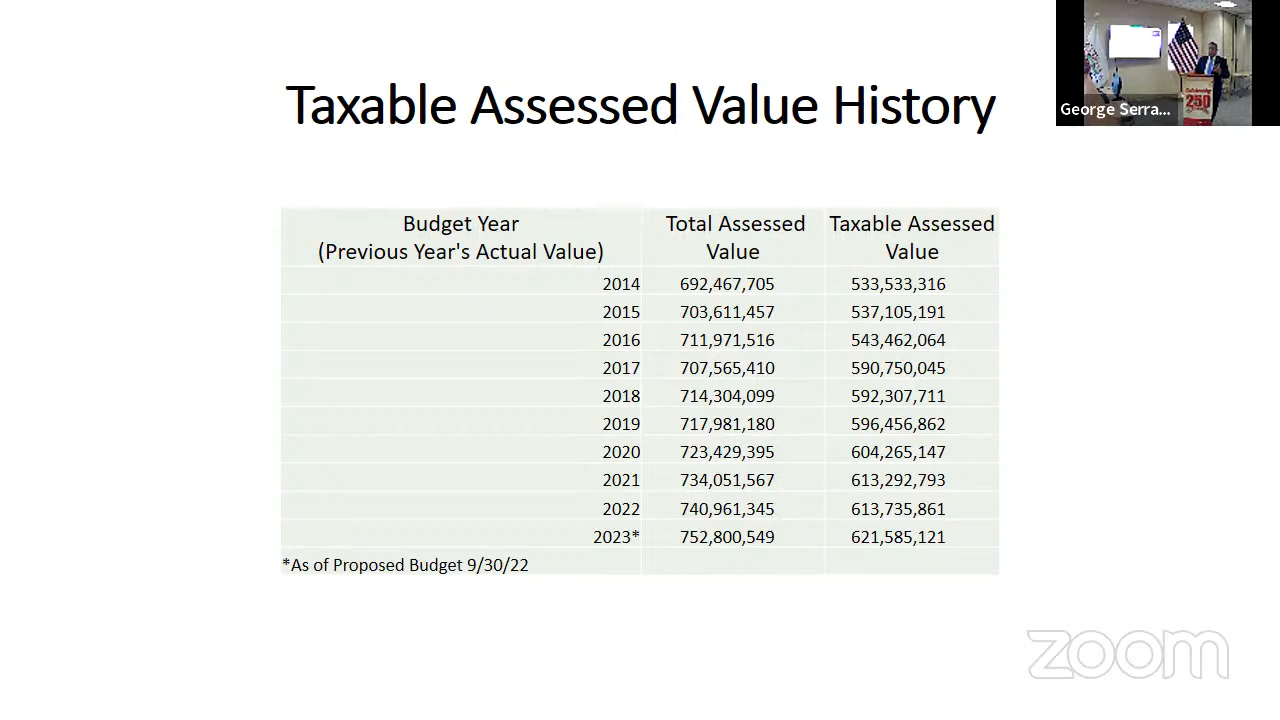 Taxable Assessed Value History
George Serra...
250
Budget Year
(Previous Year's Actual Value)
Total Assessed
Value
Taxable Assessed
Value
2014 692,467,705 533,533,316
2015 703,611,457 537,105,191
2016 711,971,516 543,462,064
2017 707,565,410 590,750,045
2018 714,304,099 592,307,711
2019 717,981,180 596,456,862
2020 723,429,395 604,265,147
2021 734,051,567 613,292,793
2022 740,961,345 613,735,861
2023* 752,800,549 621,585,121
*As of Proposed Budget 9/30/22
zoom